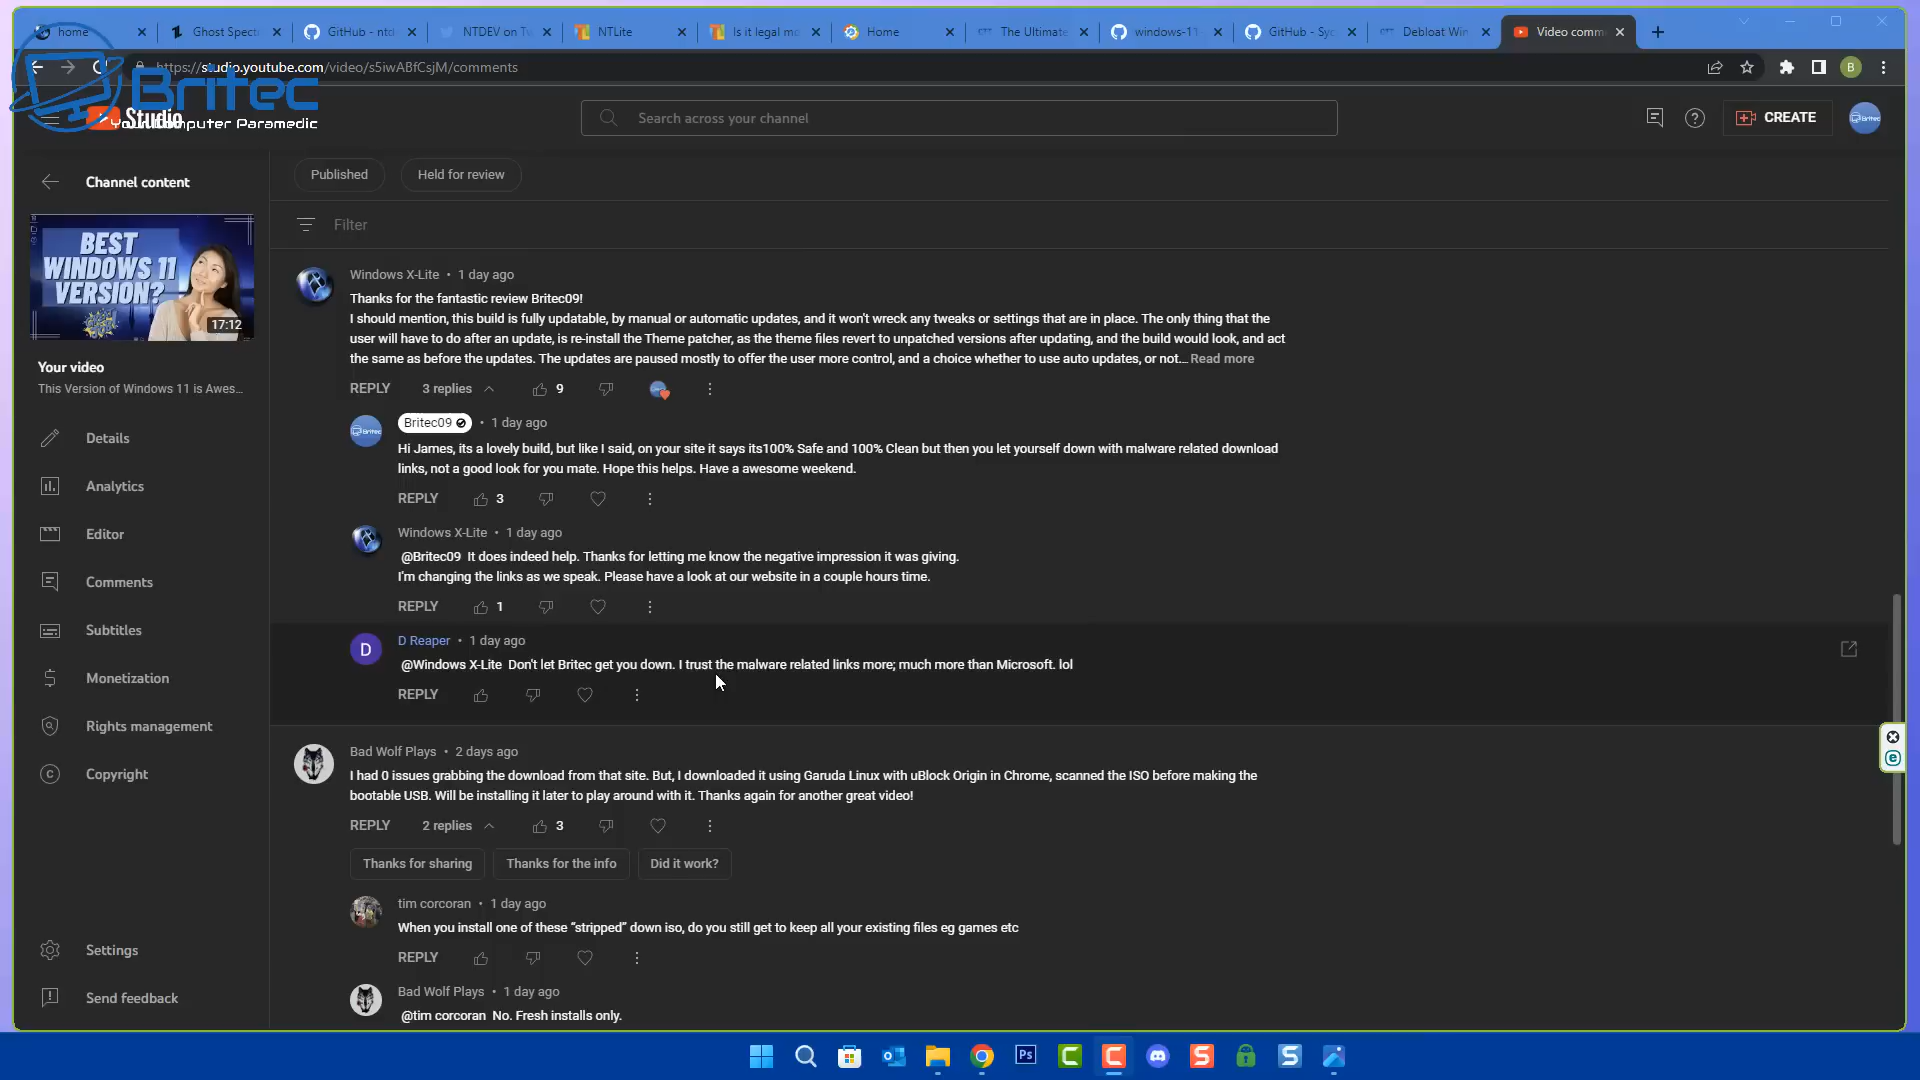 home
Ghost Spect
GitHub - ntd
NTDEV on Tw
NTLite
Is it legal mo
Home
The Ultimate
windows-11-
GitHub - Syc
Debloat Win
Video comm
https://studio.youtube.com/video/s5iwABfCsjM/comments
B
Britec
Your Computer Paramedic
Studio
Search across your channel
CREATE
Britec
Channel content
Published
Held for review
Filter
BEST
WINDOWS 11
VERSION?
17:12
Your video
This Version of Windows 11 is Awes...
Details
Analytics
Editor
Comments
Subtitles
Monetization
Rights management
Copyright
Settings
Send feedback
Windows X-Lite • 1 day ago
Thanks for the fantastic review Britec09!
I should mention, this build is fully updatable, by manual or automatic updates, and it won't wreck any tweaks or settings that are in place. The only thing that the
user will have to do after an update, is re-install the Theme patcher, as the theme files revert to unpatched versions after updating, and the build would look, and act
the same as before the updates. The updates are paused mostly to offer the user more control, and a choice whether to use auto updates, or not... Read more
REPLY 3 replies 9
Britec09 • 1 day ago
Britec
Hi James, its a lovely build, but like I said, on your site it says its100% Safe and 100% Clean but then you let yourself down with malware related download
links, not a good look for you mate. Hope this helps. Have a awesome weekend.
REPLY 3
Windows X-Lite • 1 day ago
@Britec09 It does indeed help. Thanks for letting me know the negative impression it was giving.
I'm changing the links as we speak. Please have a look at our website in a couple hours time.
REPLY 1
D
D Reaper • 1 day ago
@Windows X-Lite Don't let Britec get you down. I trust the malware related links more; much more than Microsoft. lol
REPLY
Bad Wolf Plays • 2 days ago
I had 0 issues grabbing the download from that site. But, I downloaded it using Garuda Linux with uBlock Origin in Chrome, scanned the ISO before making the
bootable USB. Will be installing it later to play around with it. Thanks again for another great video!
REPLY 2 replies 3
Thanks for sharing
Thanks for the info
Did it work?
tim corcoran • 1 day ago
When you install one of these “stripped” down iso, do you still get to keep all your existing files eg games etc
REPLY
Bad Wolf Plays • 1 day ago
@tim corcoran No. Fresh installs only.
Ps